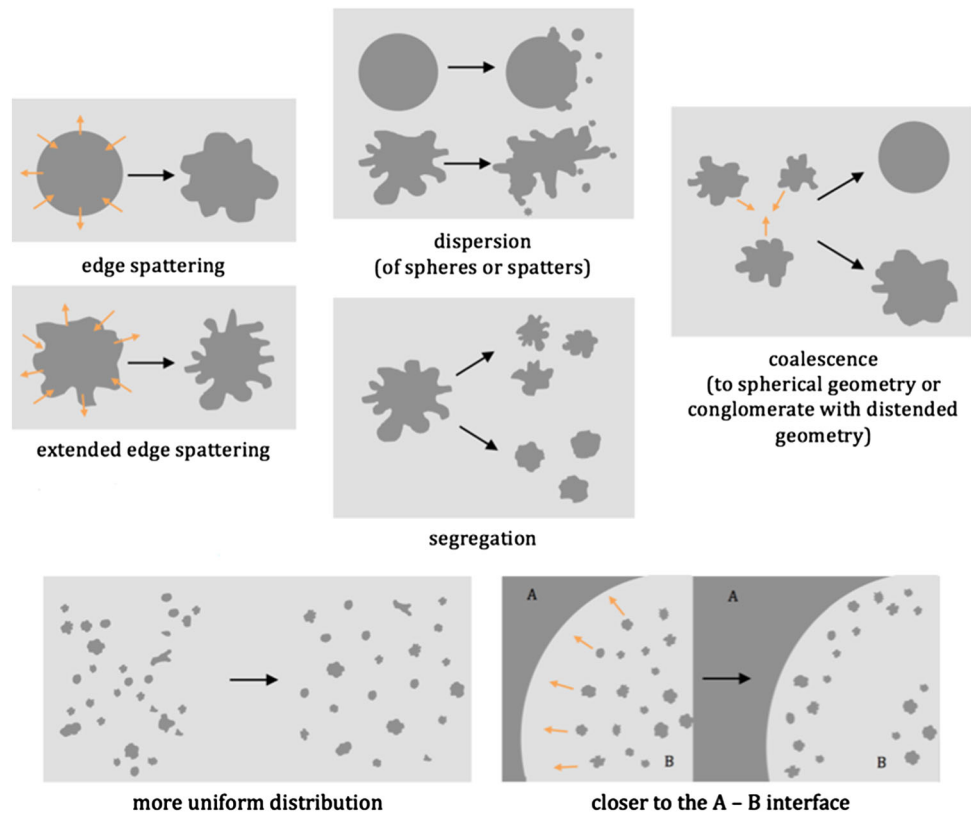 edge spattering
extended edge spattering
dispersion
(of spheres or spatters)
segregation
coalescence
(to spherical geometry or
conglomerate with distended
geometry)
more uniform distribution
A
B
A
B
closer to the A – B interface